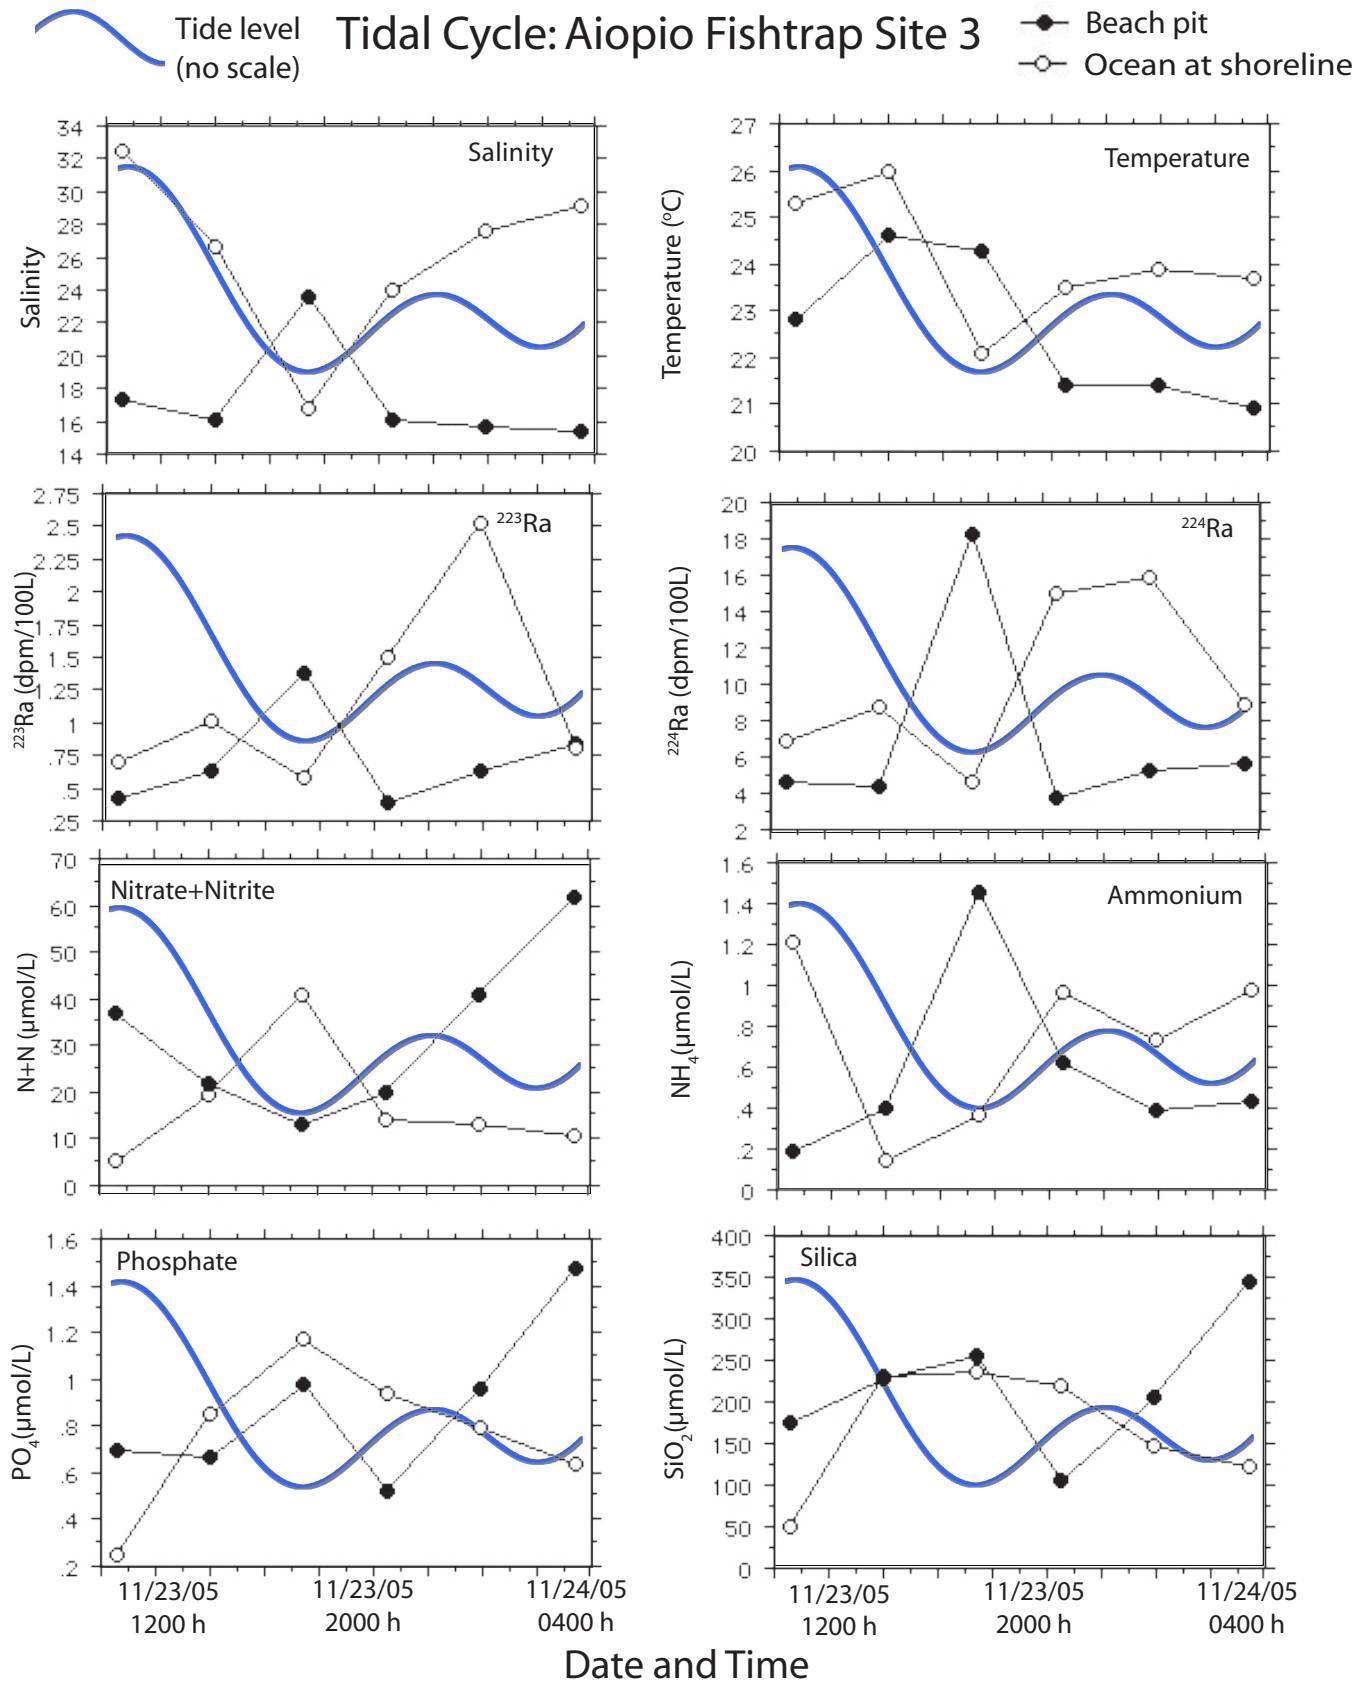 Tide level
(no scale)
Tidal Cycle: Aiopio Fishtrap Site 3
Beach pit
Ocean at shoreline
Salinity
Salinity
34
32
30
28
26
24
22
20
18
16
14
Temperature
Temperature (°C)
27
26
25
24
23
22
21
20
²²³Ra
²²³Ra (dpm/100L)
2.75
2.5
2.25
2
1.75
1.5
1.25
1
.75
.5
.25
²²⁴Ra
²²⁴Ra (dpm/100L)
20
18
16
14
12
10
8
6
4
2
Nitrate+Nitrite
N+N (µmol/L)
70
60
50
40
30
20
10
0
Ammonium
NH₄(µmol/L)
1.6
1.4
1.2
1
.8
.6
.4
.2
0
Phosphate
PO₄(µmol/L)
1.6
1.4
1.2
1
.8
.6
.4
.2
Silica
SiO₂(µmol/L)
400
350
300
250
200
150
100
50
0
11/23/05
1200 h
11/23/05
2000 h
11/24/05
0400 h
11/23/05
1200 h
11/23/05
2000 h
11/24/05
0400 h
Date and Time